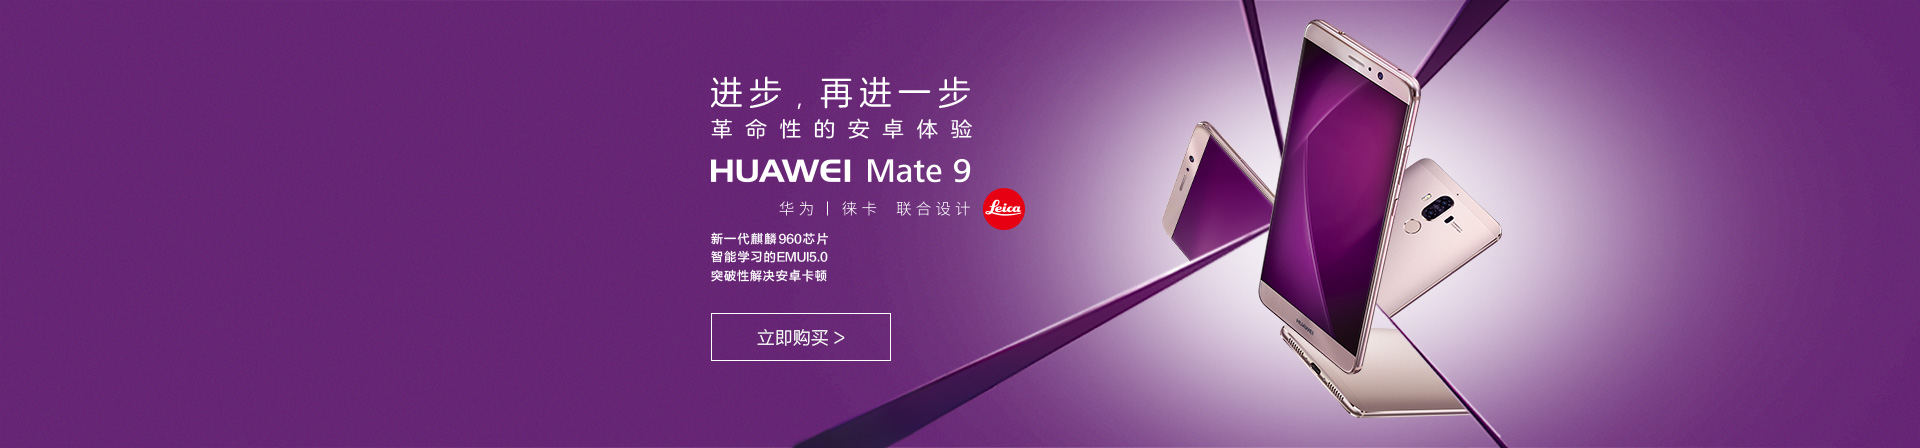 进步，再进一步
革命性的安卓体验
HUAWEI Mate 9
华为 | 徕卡 联合设计 Leica
新一代麒麟960芯片
智能学习的EMUI5.0
突破性解决安卓卡顿
立即购买 >
HUAWEI